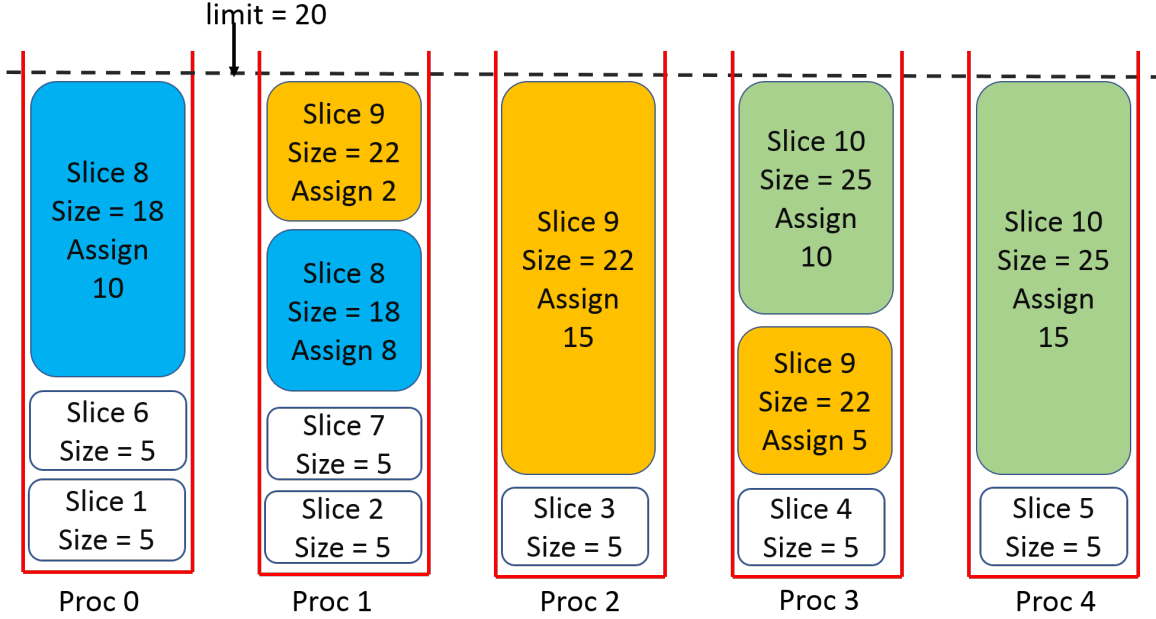 limit = 20
Slice 8
Size = 18
Assign
10
Slice 6
Size = 5
Slice 1
Size = 5
Proc 0
Slice 9
Size = 22
Assign 2
Slice 8
Size = 18
Assign 8
Slice 7
Size = 5
Slice 2
Size = 5
Proc 1
Slice 9
Size = 22
Assign
15
Slice 3
Size = 5
Proc 2
Slice 10
Size = 25
Assign
10
Slice 9
Size = 22
Assign 5
Slice 4
Size = 5
Proc 3
Slice 10
Size = 25
Assign
15
Slice 5
Size = 5
Proc 4